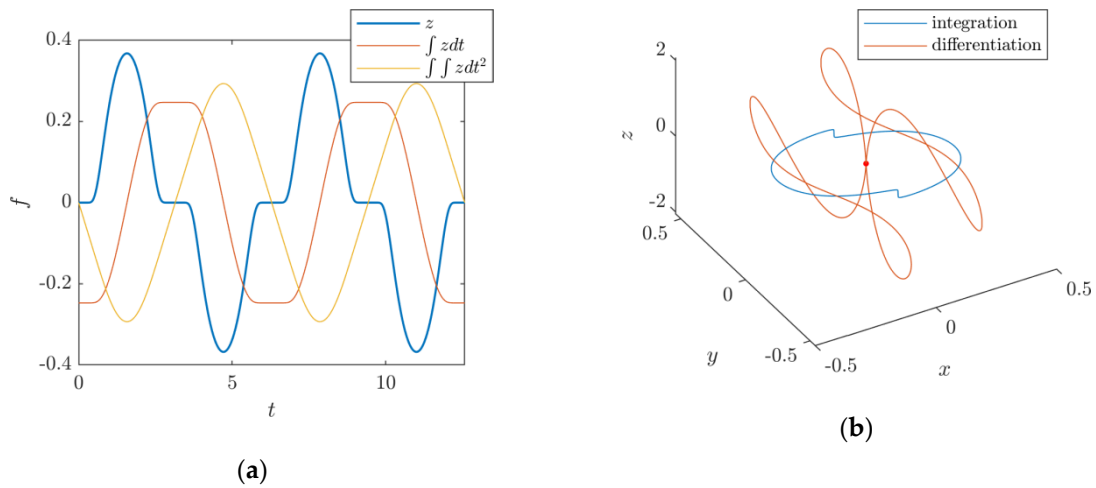 z
∫ zdt
∫ ∫ zdt²
0.4
0.2
0
-0.2
-0.4
f
0
5
10
t
(a)
integration
differentiation
2
0
-2
z
0.5
0
-0.5
y
-0.5
0
0.5
x
(b)